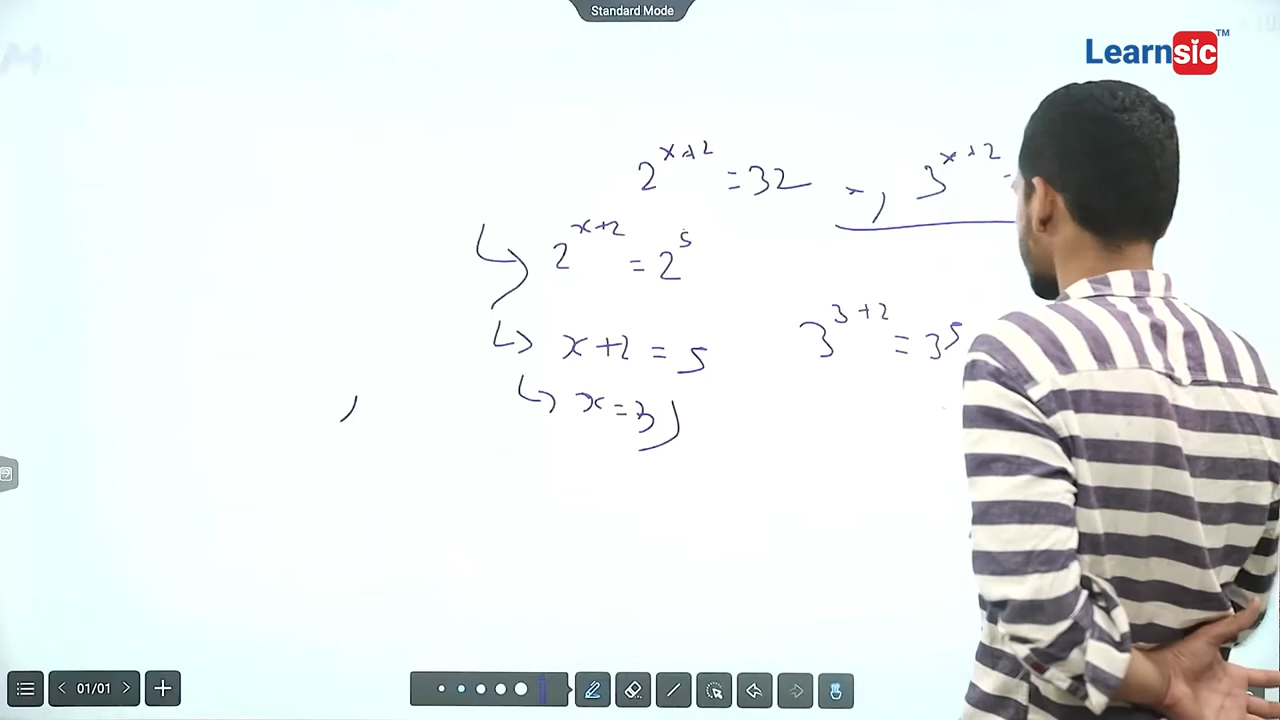 Standard Mode
Learnsic™
2^{x+2} = 32 , 3^{x+2} =
2^{x+2} = 2^5
x+2 = 5
3^{3+2} = 3^5
x = 3
01/01